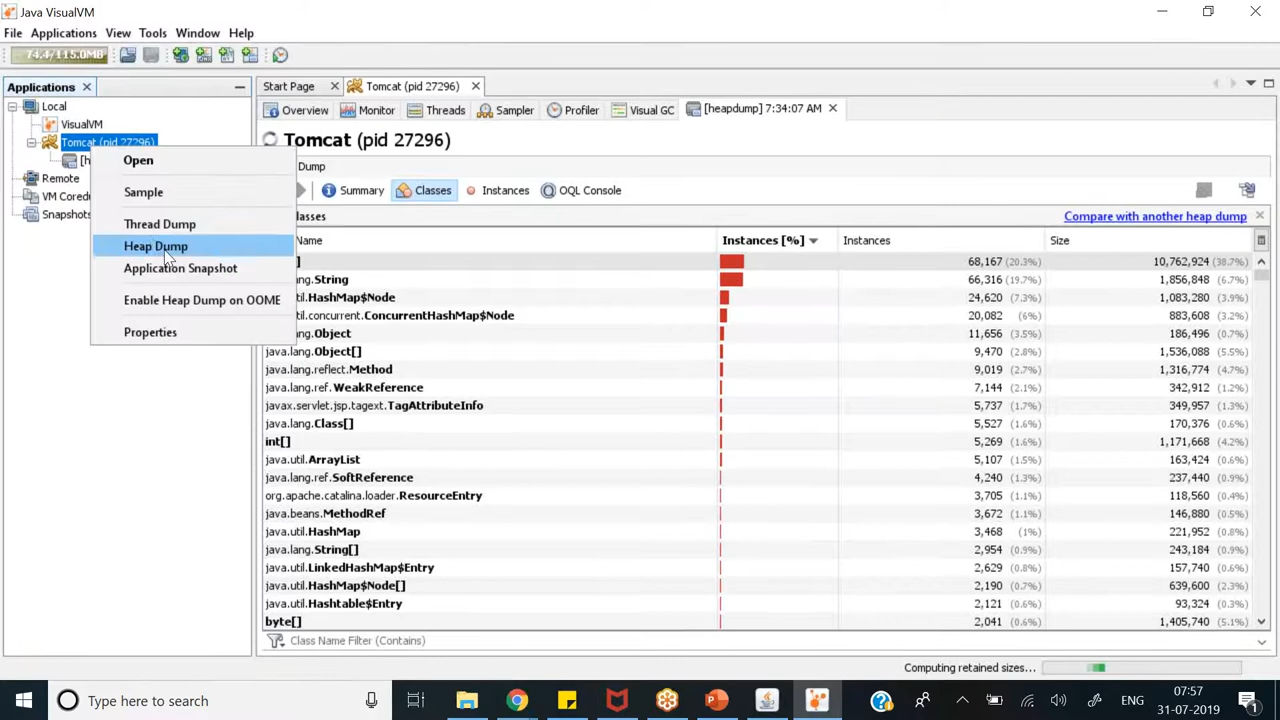 Java VisualVM
File Applications View Tools Window Help
74.4/115.0MB
Applications
Start Page Tomcat (pid 27296)
Local
VisualVM
Tomcat (pid 27296)
[h
Remote
VM Cored
Snapshots
Open
Sample
Thread Dump
Heap Dump
Application Snapshot
Enable Heap Dump on OOME
Properties
Overview Monitor Threads Sampler Profiler Visual GC [heapdump] 7:34:07 AM
Tomcat (pid 27296)
Dump
Summary Classes Instances OQL Console
lasses Compare with another heap dump
Name Instances [%] Instances Size
] 68,167 (20.3%) 10,762,924 (38.7%)
ng.String 66,316 (19.7%) 1,856,848 (6.7%)
til.HashMap$Node 24,620 (7.3%) 1,083,280 (3.9%)
til.concurrent.ConcurrentHashMap$Node 20,082 (6%) 883,608 (3.2%)
ng.Object 11,656 (3.5%) 186,496 (0.7%)
java.lang.Object[] 9,470 (2.8%) 1,536,088 (5.5%)
java.lang.reflect.Method 9,019 (2.7%) 1,316,774 (4.7%)
java.lang.ref.WeakReference 7,144 (2.1%) 342,912 (1.2%)
javax.servlet.jsp.tagext.TagAttributeInfo 5,737 (1.7%) 349,957 (1.3%)
java.lang.Class[] 5,527 (1.6%) 170,376 (0.6%)
int[] 5,269 (1.6%) 1,171,668 (4.2%)
java.util.ArrayList 5,107 (1.5%) 163,424 (0.6%)
java.lang.ref.SoftReference 4,240 (1.3%) 237,440 (0.9%)
org.apache.catalina.loader.ResourceEntry 3,705 (1.1%) 118,560 (0.4%)
java.beans.MethodRef 3,672 (1.1%) 146,880 (0.5%)
java.util.HashMap 3,468 (1%) 221,952 (0.8%)
java.lang.String[] 2,954 (0.9%) 243,184 (0.9%)
java.util.LinkedHashMap$Entry 2,629 (0.8%) 157,740 (0.6%)
java.util.HashMap$Node[] 2,190 (0.7%) 639,600 (2.3%)
java.util.Hashtable$Entry 2,121 (0.6%) 93,324 (0.3%)
byte[] 2,041 (0.6%) 1,405,740 (5.1%)
Class Name Filter (Contains)
Computing retained sizes...
Type here to search
ENG
07:57
31-07-2019
1